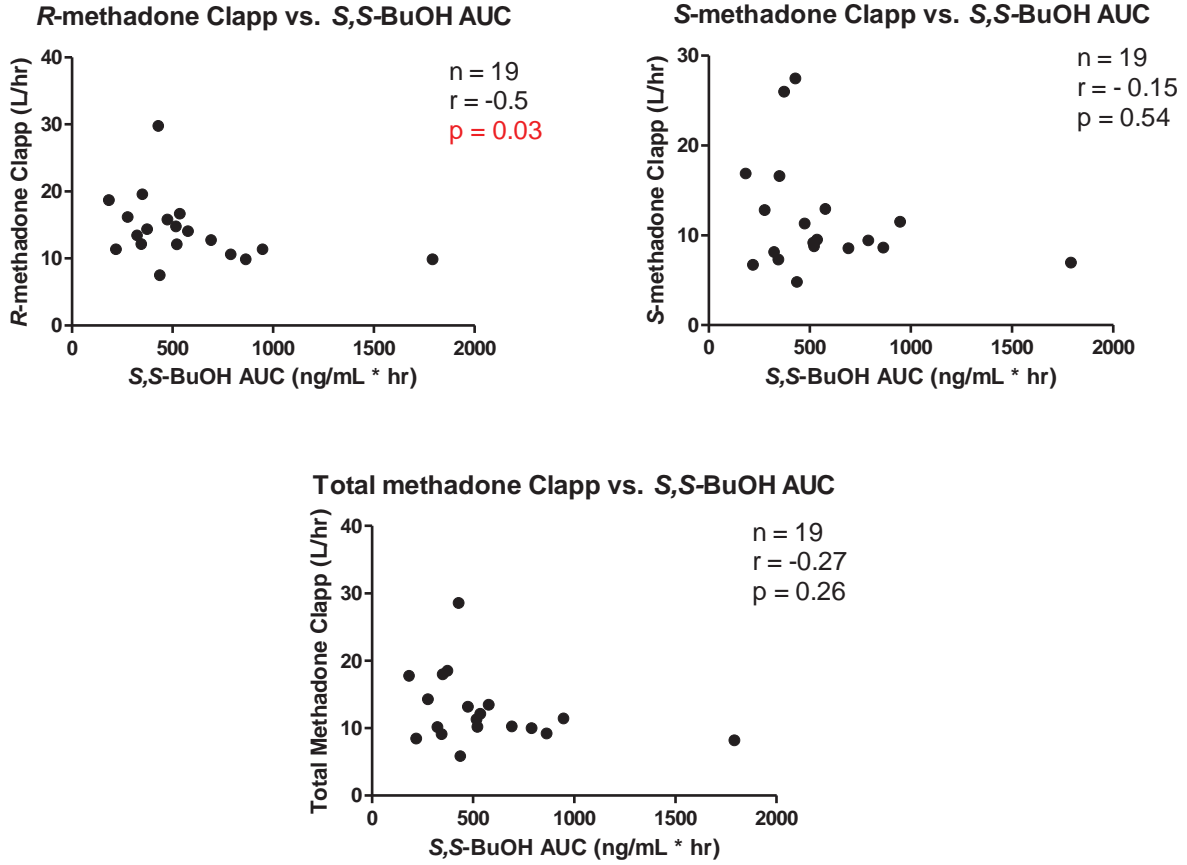 R-methadone Clapp vs. S,S-BuOH AUC
n = 19
r = -0.5
p = 0.03
R-methadone Clapp (L/hr)
40
30
20
10
0
0 500 1000 1500 2000
S,S-BuOH AUC (ng/mL * hr)
S-methadone Clapp vs. S,S-BuOH AUC
n = 19
r = - 0.15
p = 0.54
S-methadone Clapp (L/hr)
30
20
10
0
0 500 1000 1500 2000
S,S-BuOH AUC (ng/mL * hr)
Total methadone Clapp vs. S,S-BuOH AUC
n = 19
r = -0.27
p = 0.26
Total Methadone Clapp (L/hr)
40
30
20
10
0
0 500 1000 1500 2000
S,S-BuOH AUC (ng/mL * hr)